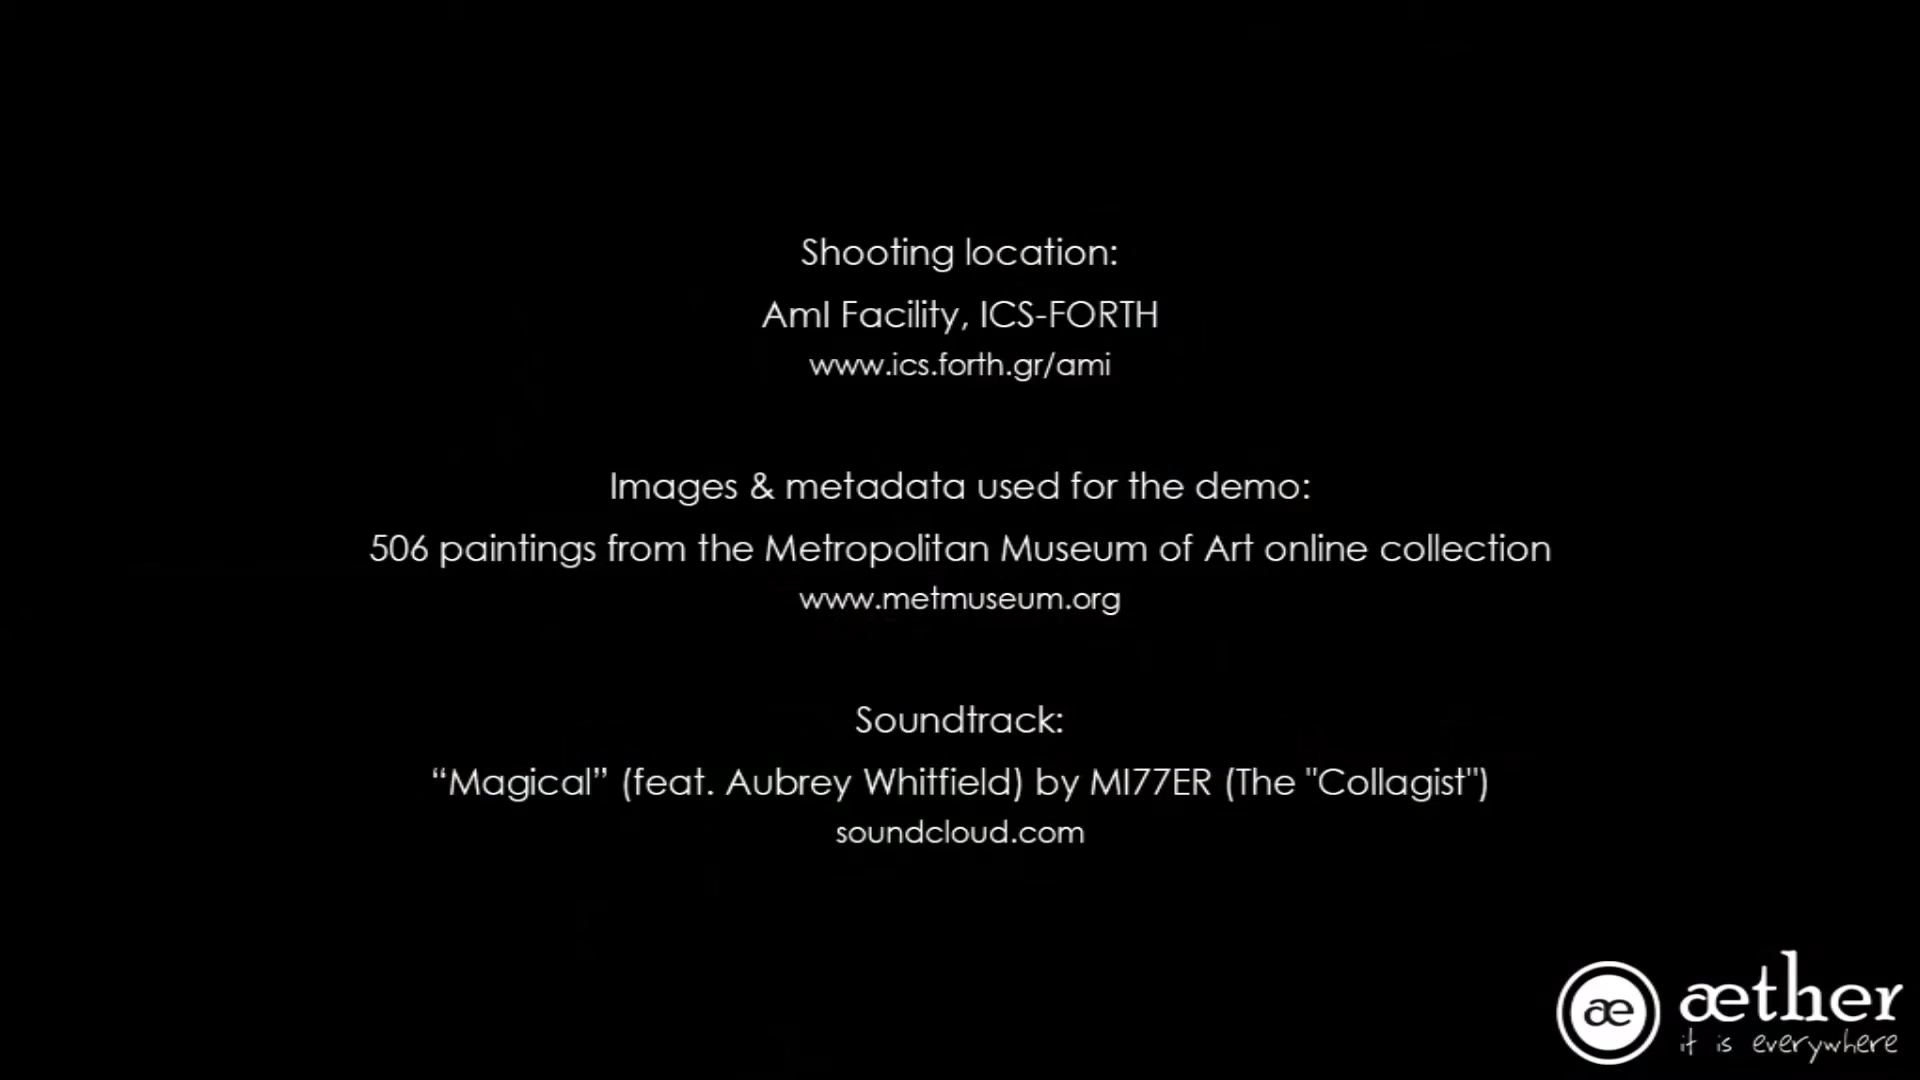 Shooting location:
AmI Facility, ICS-FORTH
www.ics.forth.gr/ami
Images & metadata used for the demo:
506 paintings from the Metropolitan Museum of Art online collection
www.metmuseum.org
Soundtrack:
“Magical” (feat. Aubrey Whitfield) by MI77ER (The "Collagist")
soundcloud.com
æ æther
it is everywhere